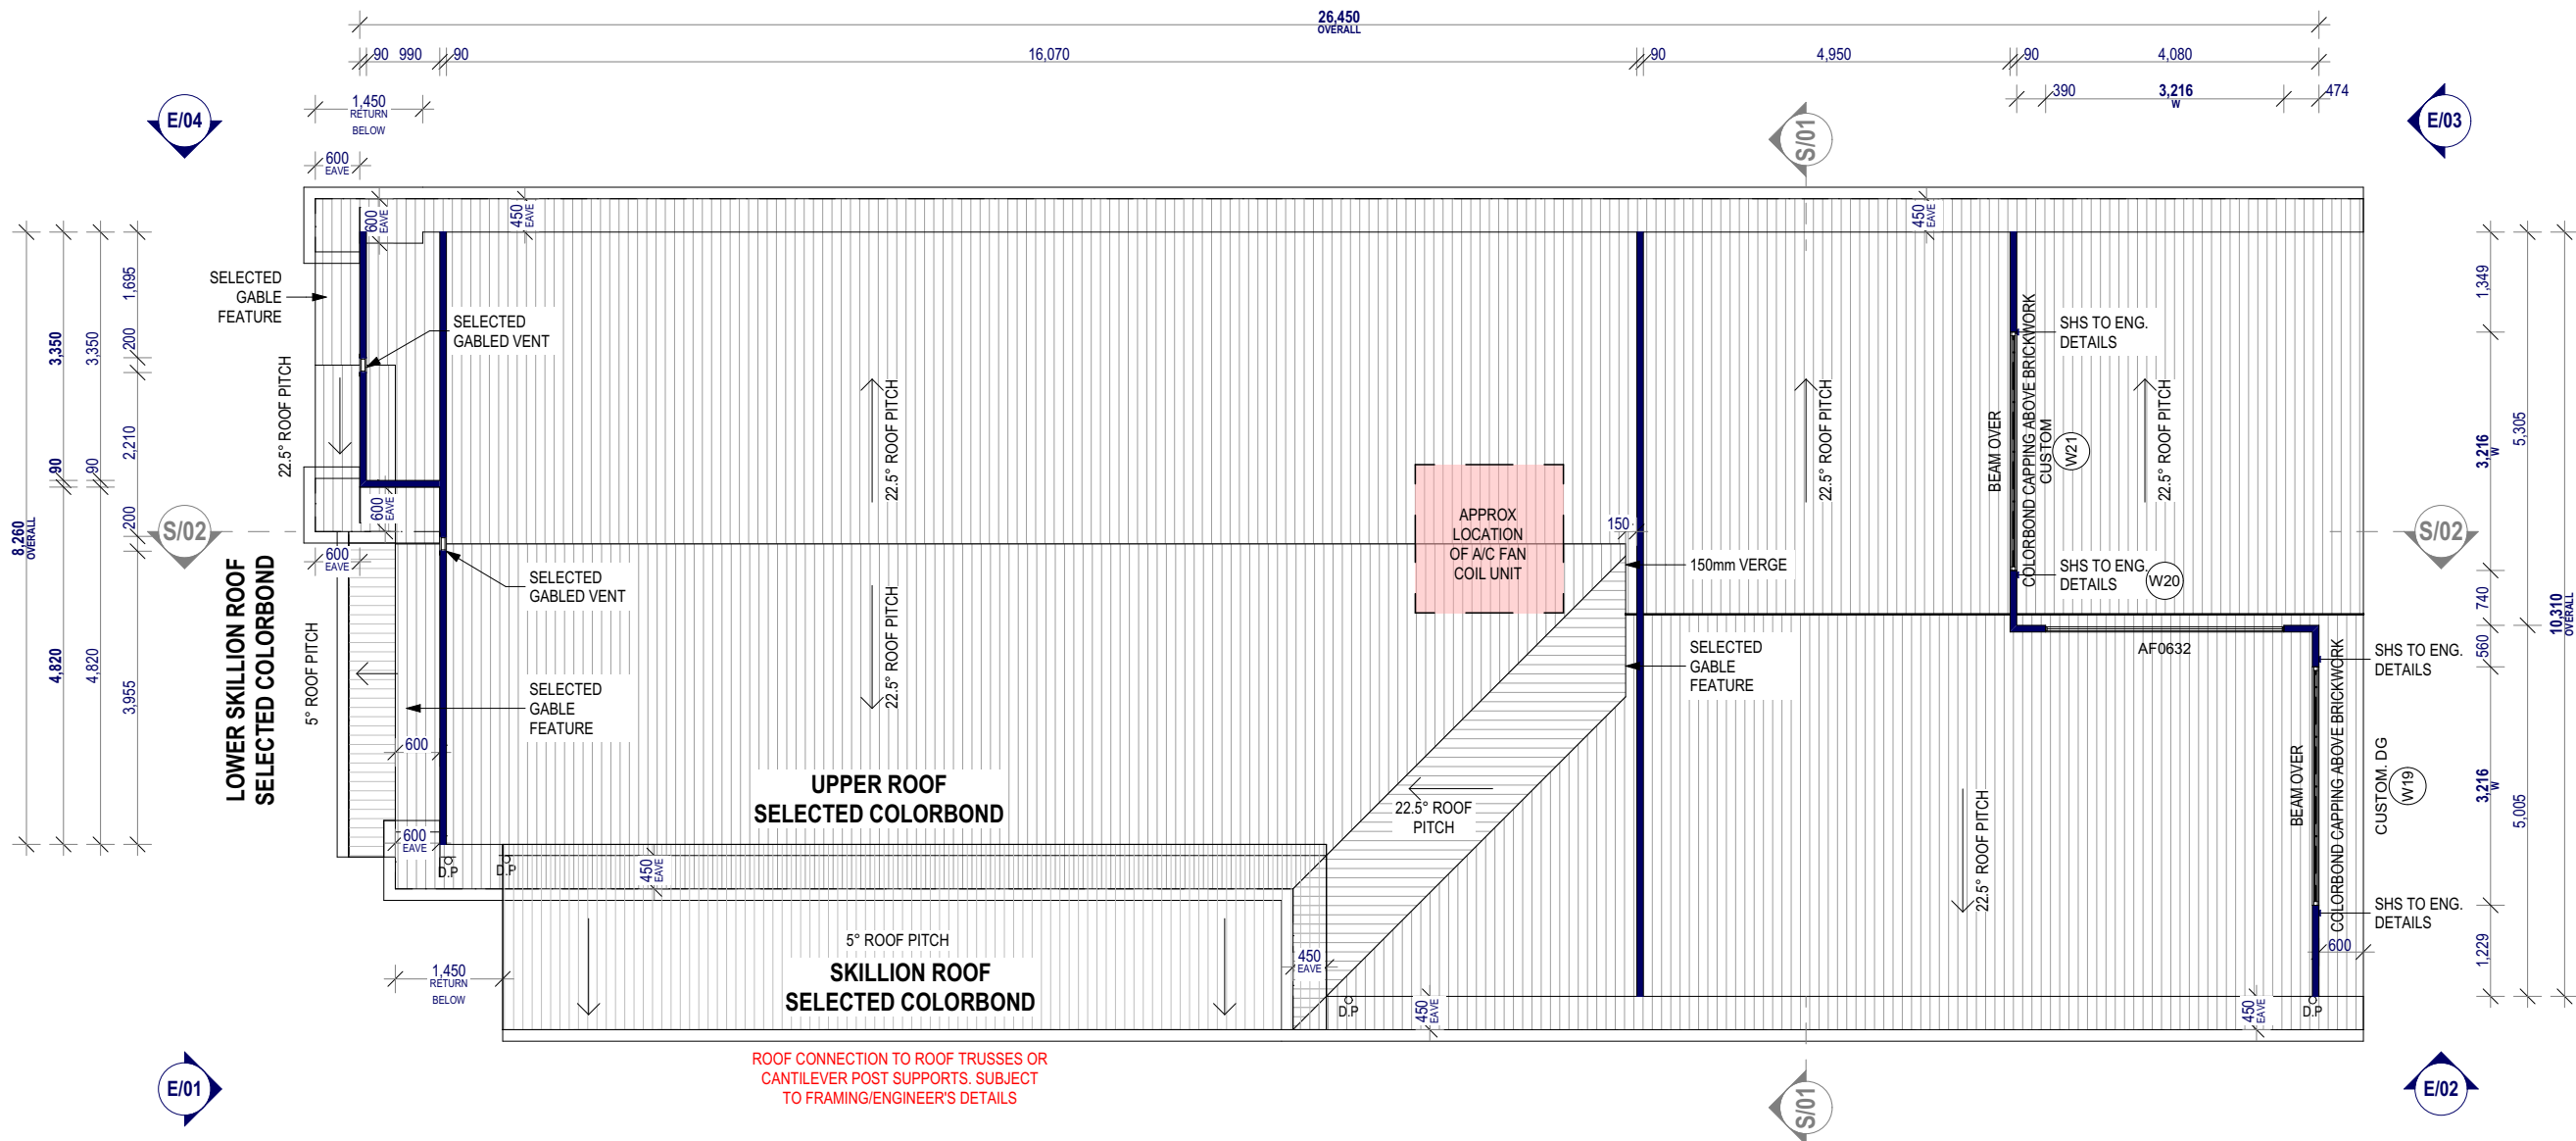 26,450
OVERALL
90
990
90
16,070
90
4,950
90
4,080
1,450
RETURN
BELOW
390
3,216
W
474
E/04
S/01
E/03
600
EAVE
600
EAVE
450
EAVE
450
EAVE
8,260
OVERALL
3,350
90
4,820
3,350
90
4,820
1,695
200
2,210
200
3,955
SELECTED
GABLE
FEATURE
SELECTED
GABLED VENT
22.5° ROOF PITCH
22.5° ROOF PITCH
22.5° ROOF PITCH
22.5° ROOF PITCH
SHS TO ENG.
DETAILS
BEAM OVER
COLORBOND CAPPING ABOVE BRICKWORK
CUSTOM
W21
1,349
3,216
W
740
560
3,216
W
1,229
5,305
5,005
10,310
OVERALL
APPROX
LOCATION
OF A/C FAN
COIL UNIT
150
150mm VERGE
SHS TO ENG.
DETAILS
W20
S/02
S/02
600
EAVE
600
EAVE
SELECTED
GABLED VENT
LOWER SKILLION ROOF
SELECTED COLORBOND
5° ROOF PITCH
22.5° ROOF PITCH
SELECTED
GABLE
FEATURE
SELECTED
GABLE
FEATURE
AF0632
SHS TO ENG.
DETAILS
600
UPPER ROOF
SELECTED COLORBOND
22.5° ROOF
PITCH
22.5° ROOF PITCH
BEAM OVER
COLORBOND CAPPING ABOVE BRICKWORK
CUSTOM. DG
W19
600
EAVE
D.P
D.P
450
EAVE
SHS TO ENG.
DETAILS
5° ROOF PITCH
SKILLION ROOF
SELECTED COLORBOND
450
EAVE
600
1,450
RETURN
BELOW
D.P
450
EAVE
450
EAVE
D.P
ROOF CONNECTION TO ROOF TRUSSES OR
CANTILEVER POST SUPPORTS. SUBJECT
TO FRAMING/ENGINEER'S DETAILS
E/01
S/01
E/02